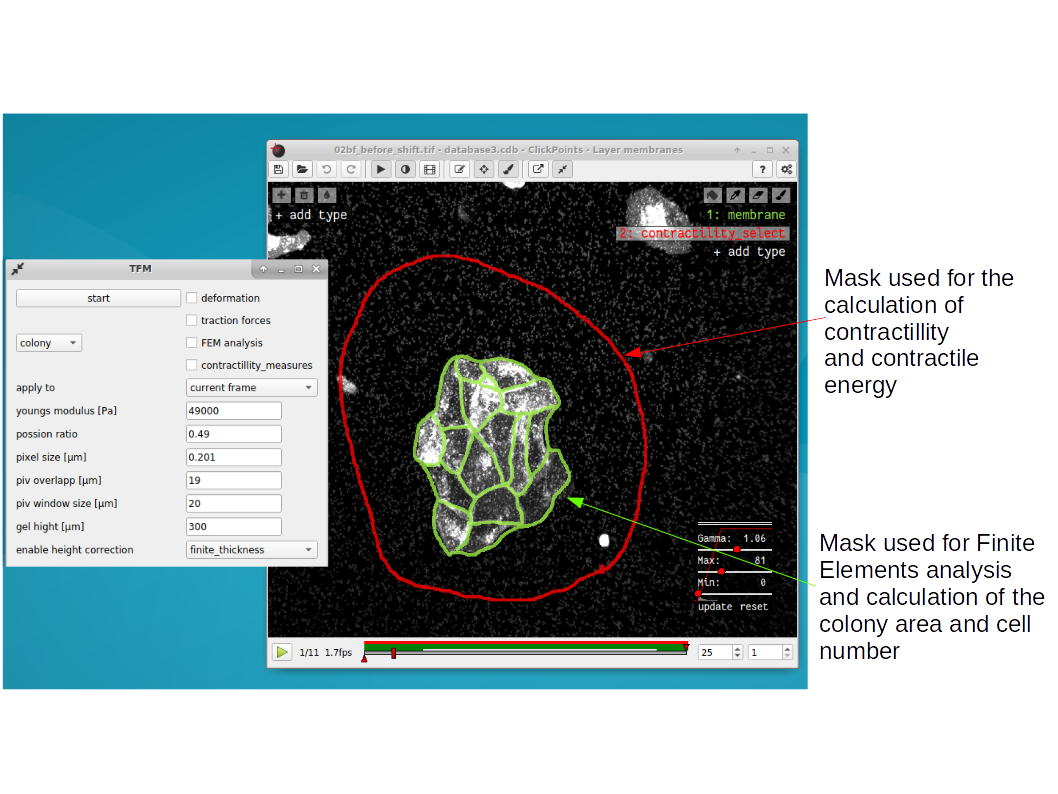 02bf_before_shift.tif - database3.cdb - ClickPoints - Layer membranes
?
+ add type
1: membrane
2: contractility_select
+ add type
TFM
start
deformation
traction forces
colony
FEM analysis
contractillity_measures
apply to
current frame
youngs modulus [Pa]
49000
possion ratio
0.49
pixel size [µm]
0.201
piv overlapp [µm]
19
piv window size [µm]
20
gel hight [µm]
300
enable height correction
finite_thickness
Gamma: 1.06
Max: 81
Min: 0
update reset
1/11 1.7fps
25
1
Mask used for the
calculation of
contractillity
and contractile
energy
Mask used for Finite
Elements analysis
and calculation of the
colony area and cell
number